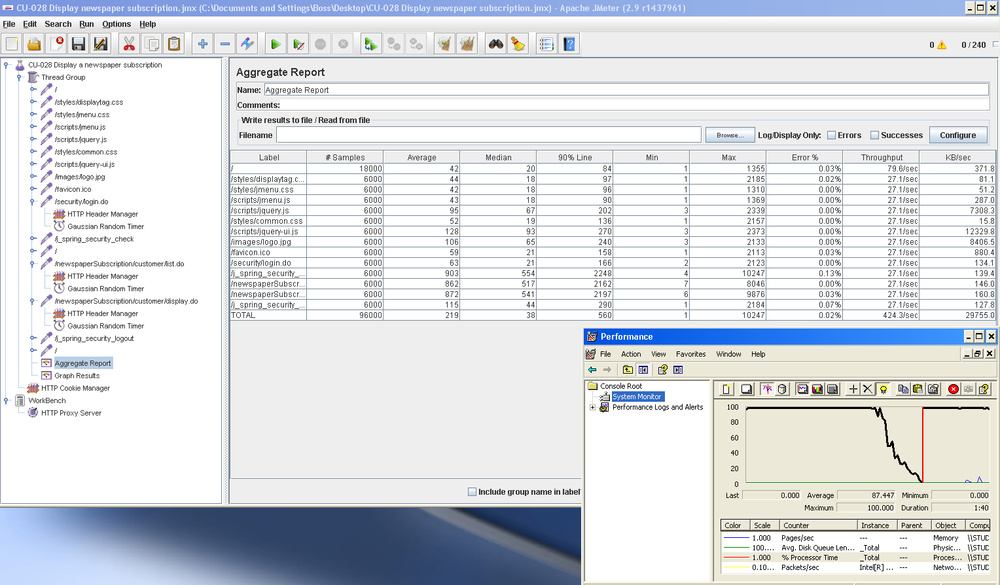 CU-028 Display newspaper subscription.jmx (C:\Documents and Settings\Boss\Desktop\CU-028 Display newspaper subscription.jmx) - Apache JMeter (2.9 r1437961)
File Edit Search Run Options Help
0 0 / 240
CU-028 Display a newspaper subscription
Thread Group
/
/styles/displaytag.css
/styles/jmenu.css
/scripts/jmenu.js
/scripts/jquery.js
/styles/common.css
/scripts/jquery-ui.js
/images/logo.jpg
/favicon.ico
/security/login.do
HTTP Header Manager
Gaussian Random Timer
/j_spring_security_check
/
/newspaperSubscription/customer/list.do
HTTP Header Manager
Gaussian Random Timer
/newspaperSubscription/customer/display.do
HTTP Header Manager
Gaussian Random Timer
/j_spring_security_logout
/
Aggregate Report
Graph Results
HTTP Cookie Manager
WorkBench
HTTP Proxy Server
Aggregate Report
Name: Aggregate Report
Comments:
Write results to file / Read from file
Filename Browse... Log/Display Only: Errors Successes Configure
Label # Samples Average Median 90% Line Min Max Error % Throughput KB/sec
/ 18000 42 20 84 1 1355 0.03% 79.6/sec 371.8
/styles/displaytag.c... 6000 44 18 97 1 2185 0.02% 27.1/sec 81.1
/styles/jmenu.css 6000 42 18 96 1 1310 0.00% 27.1/sec 51.2
/scripts/jmenu.js 6000 43 18 90 1 1369 0.00% 27.1/sec 287.0
/scripts/jquery.js 6000 95 67 202 3 2339 0.00% 27.1/sec 7308.3
/styles/common.css 6000 52 19 136 1 2157 0.00% 27.1/sec 15.8
/scripts/jquery-ui.js 6000 128 93 270 3 2373 0.00% 27.1/sec 12329.8
/images/logo.jpg 6000 106 65 240 3 2133 0.00% 27.1/sec 8406.5
/favicon.ico 6000 59 21 158 1 2113 0.03% 27.1/sec 880.4
/security/login.do 6000 63 21 166 2 2123 0.00% 27.1/sec 134.1
/j_spring_security_... 6000 903 554 2248 4 10247 0.13% 27.1/sec 139.4
/newspaperSubscr... 6000 862 517 2162 7 8046 0.00% 27.1/sec 146.0
/newspaperSubscr... 6000 872 541 2197 6 9876 0.03% 27.1/sec 160.8
/j_spring_security_... 6000 115 44 290 1 2184 0.07% 27.1/sec 127.8
TOTAL 96000 219 38 560 1 10247 0.02% 424.3/sec 29755.0
Include group name in label?
Performance
File Action View Favorites Window Help
Console Root
System Monitor
Performance Logs and Alerts
100
80
60
40
20
0
Last 0.000 Average 87.447 Minimum 0.000
Maximum 100.000 Duration 1:40
Color Scale Counter Instance Parent Object Compu
1.000 Pages/sec --- --- Memory \\STUD
100.... Avg. Disk Queue Len... _Total --- Physic... \\STUD
1.000 % Processor Time _Total --- Proces... \\STUD
0.10... Packets/sec Intel[R] ... --- Netwo... \\STUD